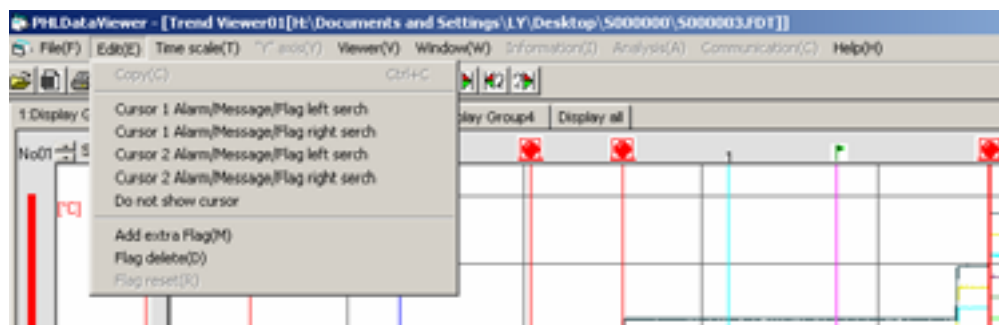 PHLDataViewer - [Trend Viewer01[H:\Documents and Settings\LY\Desktop\S000000\S000003.FDT]]
File(F) Edit(E) Time scale(T) "Y" axis(Y) Viewer(V) Window(W) Information(I) Analysis(A) Communication(C) Help(H)
Copy(C) Ctrl+C
1:Display play Group4 Display all
Cursor 1 Alarm/Message/Flag left serch
Cursor 1 Alarm/Message/Flag right serch
No01
Cursor 2 Alarm/Message/Flag left serch
Cursor 2 Alarm/Message/Flag right serch
Do not show cursor
[°C]
Add extra Flag(M)
Flag delete(D)
Flag reset(R)